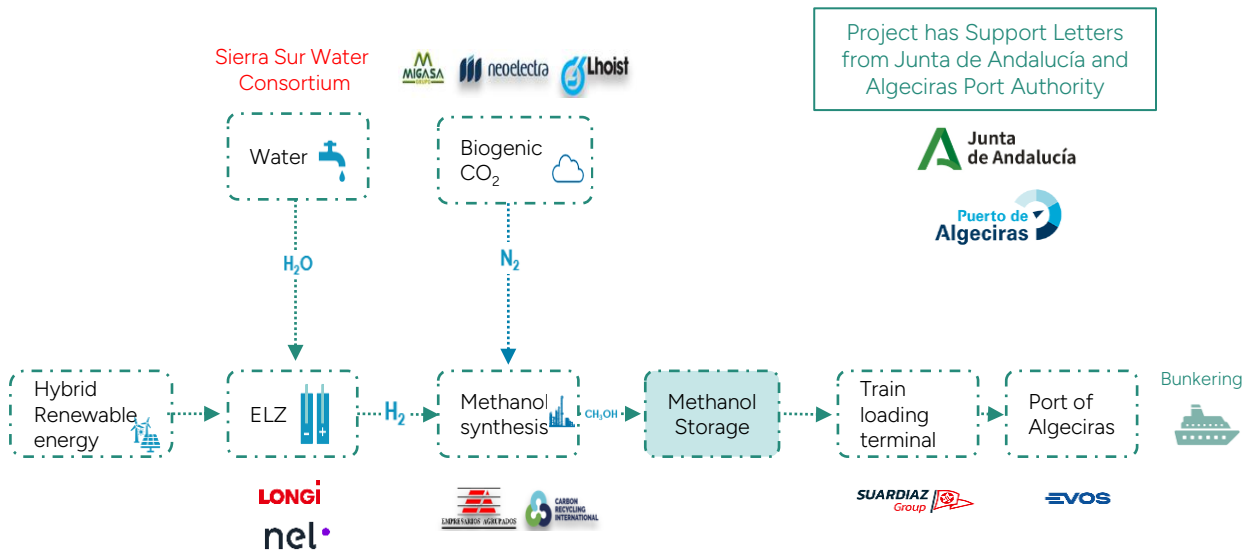 Project has Support Letters
from Junta de Andalucía and
Algeciras Port Authority
Sierra Sur Water
Consortium
MIGASA
GRUPO
neoelectra
Lhoist
Junta
de Andalucía
Puerto de
Algeciras
Water
Biogenic
CO₂
H₂O
N₂
Hybrid
Renewable
energy
ELZ
H₂
Methanol
synthesis
CH₃OH
Methanol
Storage
Train
loading
terminal
Port of
Algeciras
Bunkering
LONGi
nel
EMPRESARIOS AGRUPADOS
CARBON
RECYCLING
INTERNATIONAL
SUARDIAZ
Group
EVOS